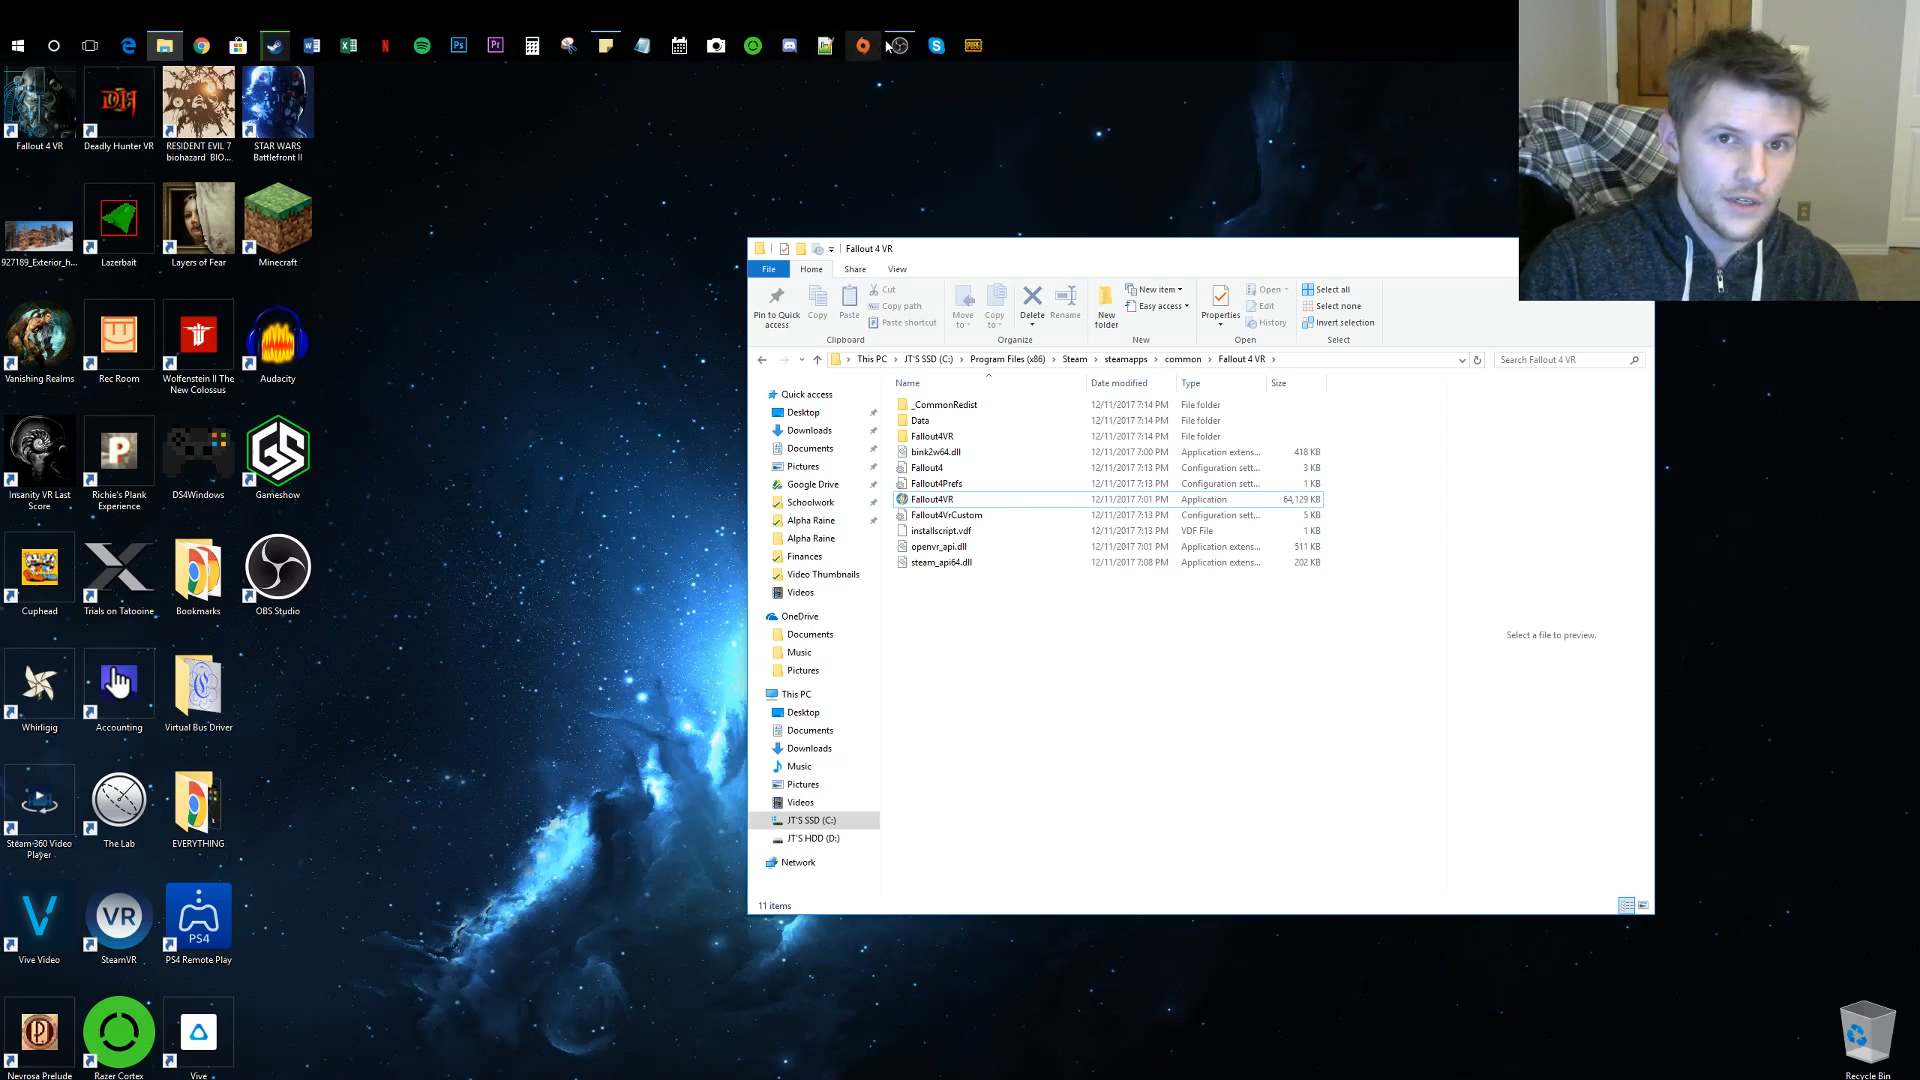 Fallout 4 VR
Deadly Hunter VR
RESIDENT EVIL 7
biohazard BIO...
STAR WARS
Battlefront II
927189_Exterior_h...
Lazerbait
Layers of Fear
Minecraft
Vanishing Realms
Rec Room
Wolfenstein II The
New Colossus
Audacity
Insanity VR Last
Score
Richie's Plank
Experience
DS4Windows
Gameshow
Cuphead
Trials on Tatooine
Bookmarks
OBS Studio
Whirligig
Accounting
Virtual Bus Driver
Steam 360 Video
Player
The Lab
EVERYTHING
Vive Video
VR
SteamVR
PS4
PS4 Remote Play
Nevrosa Prelude
Razer Cortex
Vive
Fallout 4 VR
File Home Share View
Pin to Quick
access
Copy
Paste
Cut
Copy path
Paste shortcut
Clipboard
Move
to
Copy
to
Delete
Rename
Organize
New
folder
New item
Easy access
New
Properties
Open
Edit
History
Open
Select all
Select none
Invert selection
Select
This PC > JT'S SSD (C:) > Program Files (x86) > Steam > steamapps > common > Fallout 4 VR >
Search Fallout 4 VR
Name Date modified Type Size
_CommonRedist 12/11/2017 7:14 PM File folder
Data 12/11/2017 7:14 PM File folder
Fallout4VR 12/11/2017 7:14 PM File folder
bink2w64.dll 12/11/2017 7:00 PM Application extens... 418 KB
Fallout4 12/11/2017 7:13 PM Configuration sett... 3 KB
Fallout4Prefs 12/11/2017 7:13 PM Configuration sett... 1 KB
Fallout4VR 12/11/2017 7:01 PM Application 64,129 KB
Fallout4VrCustom 12/11/2017 7:13 PM Configuration sett... 5 KB
installscript.vdf 12/11/2017 7:13 PM VDF File 1 KB
openvr_api.dll 12/11/2017 7:01 PM Application extens... 511 KB
steam_api64.dll 12/11/2017 7:08 PM Application extens... 202 KB
Quick access
Desktop
Downloads
Documents
Pictures
Google Drive
Schoolwork
Alpha Raine
Alpha Raine
Finances
Video Thumbnails
Videos
OneDrive
Documents
Music
Pictures
This PC
Desktop
Documents
Downloads
Music
Pictures
Videos
JT'S SSD (C:)
JT'S HDD (D:)
Network
Select a file to preview.
11 items
Recycle Bin